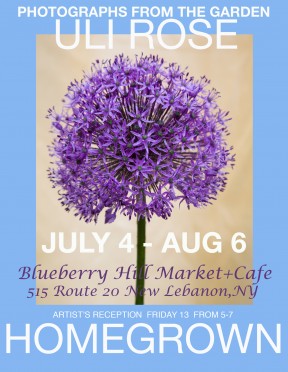 PHOTOGRAPHS FROM THE GARDEN
ULI ROSE
JULY 4 - AUG 6
Blueberry Hill Market+Cafe
515 Route 20 New Lebanon,NY
ARTIST'S RECEPTION FRIDAY 13 FROM 5-7
HOMEGROWN